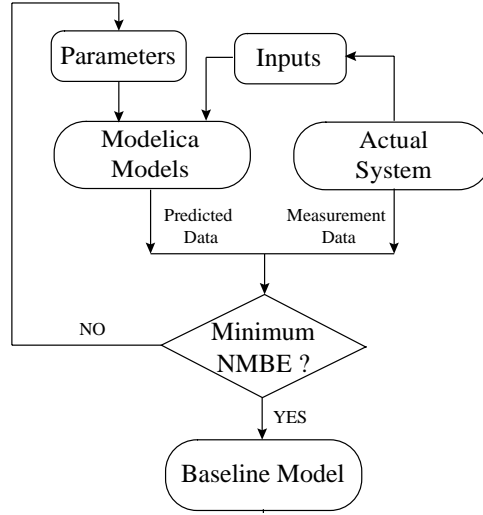 Parameters
Inputs
Modelica
Models
Actual
System
Predicted
Data
Measurement
Data
NO
Minimum
NMBE ?
YES
Baseline Model